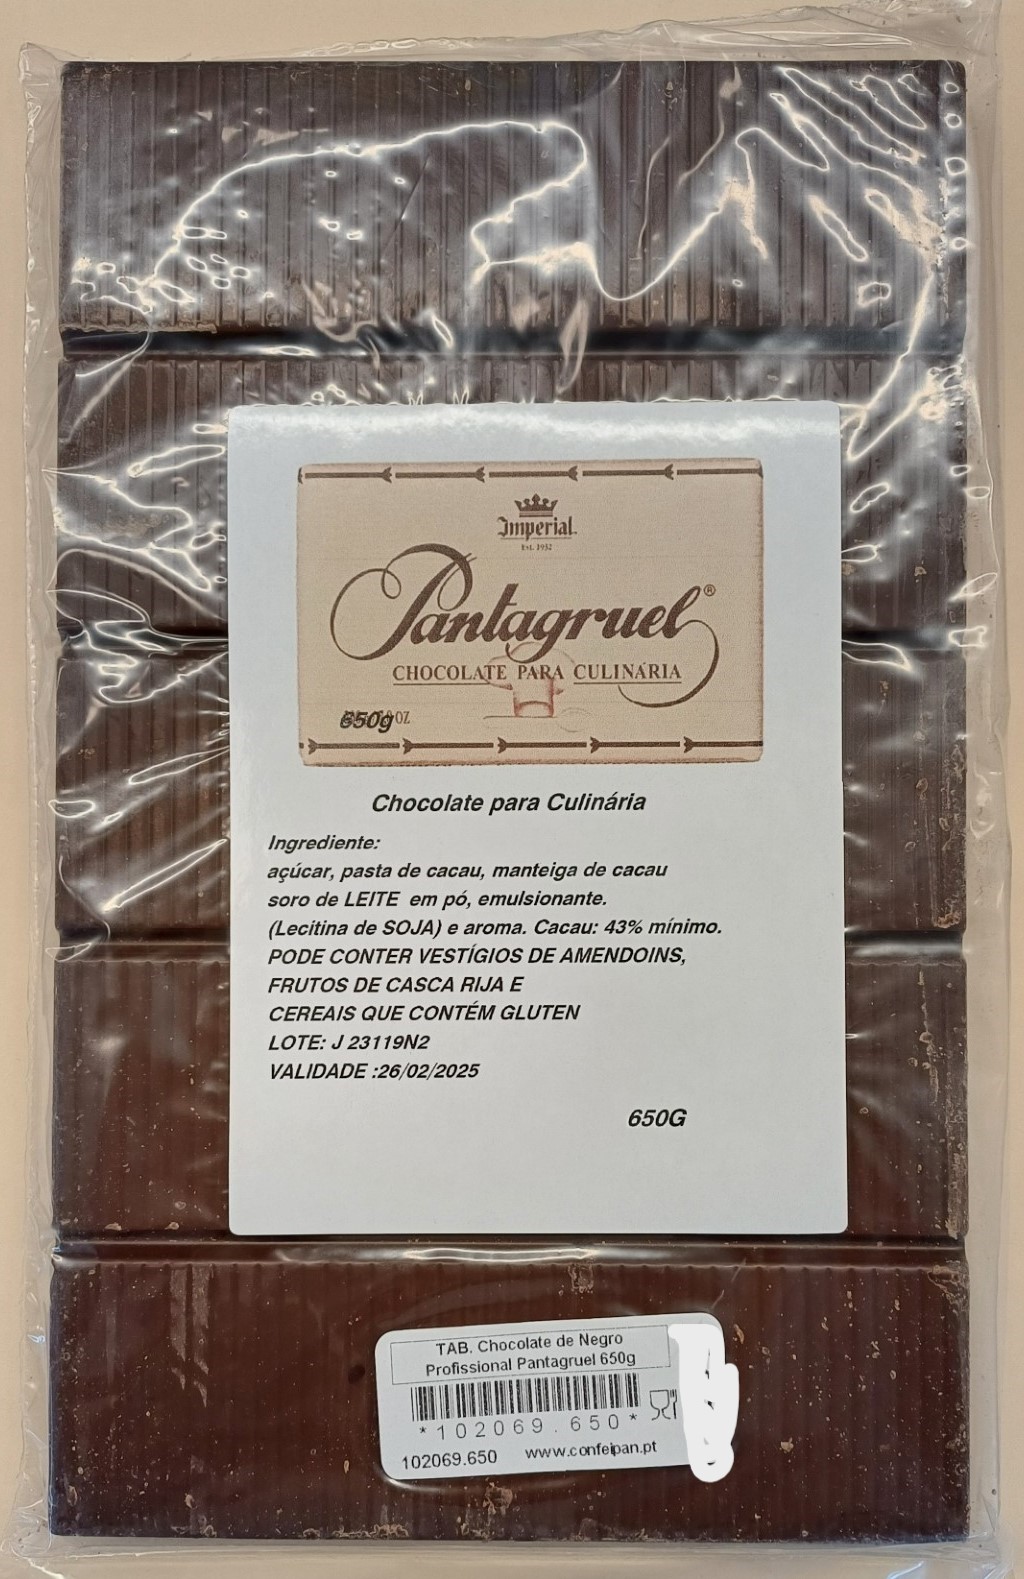 Imperial
Est. 1932
Pantagruel®
CHOCOLATE PARA CULINÁRIA
650g OZ
Chocolate para Culinária
Ingrediente:
açúcar, pasta de cacau, manteiga de cacau
soro de LEITE em pó, emulsionante.
(Lecitina de SOJA) e aroma. Cacau: 43% mínimo.
PODE CONTER VESTÍGIOS DE AMENDOINS,
FRUTOS DE CASCA RIJA E
CEREAIS QUE CONTÉM GLUTEN
LOTE: J 23119N2
VALIDADE :26/02/2025
650G
TAB. Chocolate de Negro
Profissional Pantagruel 650g
*102069.650*
102069.650 www.confeipan.pt